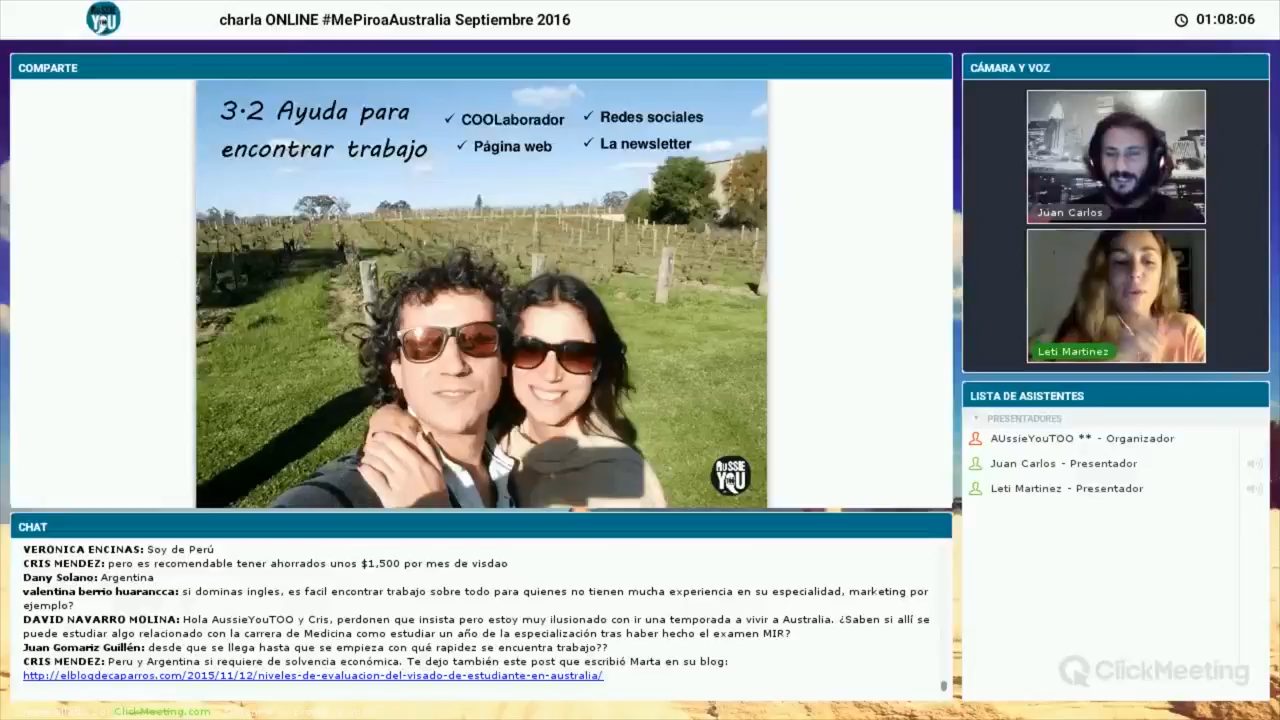 AUSSIE YOU
charla ONLINE #MePiroaAustralia Septiembre 2016
01:08:06
COMPARTE
3.2 Ayuda para
encontrar trabajo
✓ COOLaborador
✓ Página web
✓ Redes sociales
✓ La newsletter
AUSSIE YOU
CÁMARA Y VOZ
Juan Carlos
Leti Martinez
LISTA DE ASISTENTES
PRESENTADORES
AUssieYouTOO ** - Organizador
Juan Carlos - Presentador
Leti Martinez - Presentador
CHAT
VERÓNICA ENCINAS: Soy de Perú
CRIS MENDEZ: pero es recomendable tener ahorrados unos $1,500 por mes de visdao
Dany Solano: Argentina
valentina berrio huarancca: si dominas ingles, es facil encontrar trabajo sobre todo para quienes no tienen mucha experiencia en su especialidad, marketing por
ejemplo?
DAVID NAVARRO MOLINA: Hola AussieYouTOO y Cris, perdonen que insista pero estoy muy ilusionado con ir una temporada a vivir a Australia. ¿Saben si allí se
puede estudiar algo relacionado con la carrera de Medicina como estudiar un año de la especialización tras haber hecho el examen MIR?
Juan Gomariz Guillén: desde que se llega hasta que se empieza con qué rapidez se encuentra trabajo??
CRIS MENDEZ: Peru y Argentina si requiere de solvencia económica. Te dejo también este post que escribió Marta en su blog:
http://elblogdecaparros.com/2015/11/12/niveles-de-evaluacion-del-visado-de-estudiante-en-australia/
ClickMeeting
ClickMeeting.com